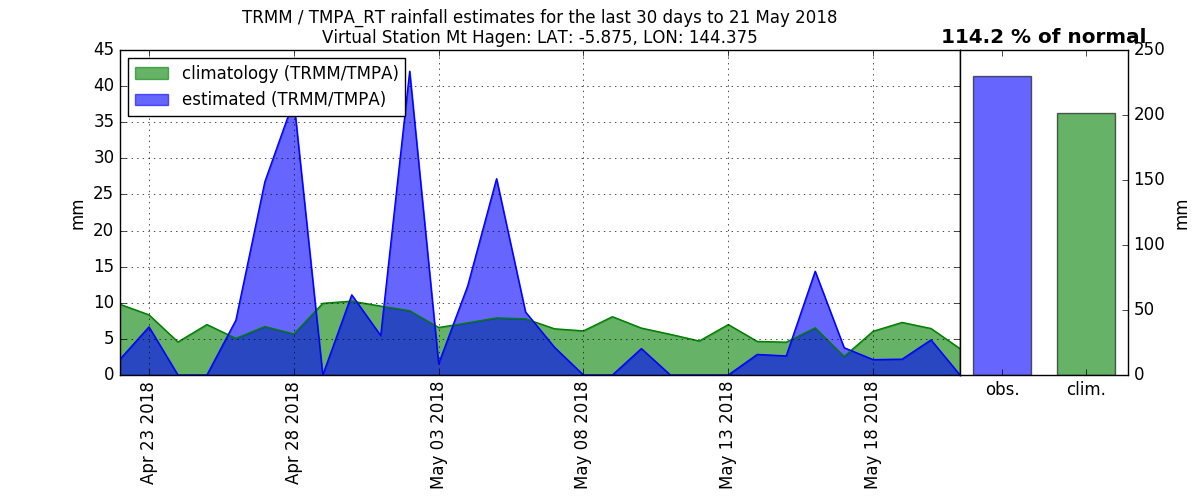 TRMM / TMPA_RT rainfall estimates for the last 30 days to 21 May 2018
Virtual Station Mt Hagen: LAT: -5.875, LON: 144.375
114.2 % of normal
climatology (TRMM/TMPA)
estimated (TRMM/TMPA)
45
40
35
30
25
20
15
10
5
0
mm
Apr 23 2018
Apr 28 2018
May 03 2018
May 08 2018
May 13 2018
May 18 2018
250
200
150
100
50
0
mm
obs.
clim.